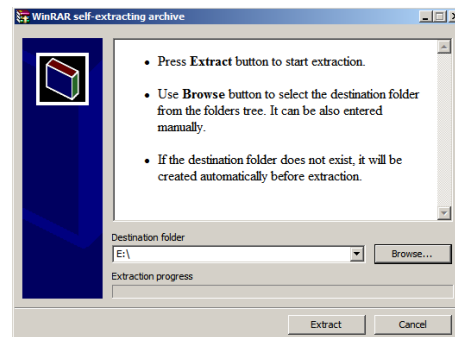 WinRAR self-extracting archive
• Press Extract button to start extraction.
• Use Browse button to select the destination folder
from the folders tree. It can be also entered
manually.
• If the destination folder does not exist, it will be
created automatically before extraction.
Destination folder
E:\
Browse...
Extraction progress
Extract
Cancel